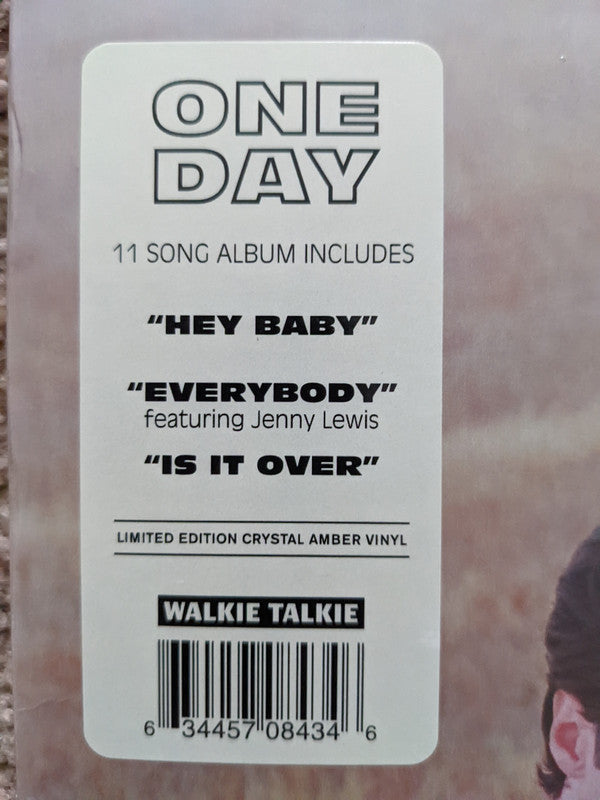 ONE
DAY
11 SONG ALBUM INCLUDES
“HEY BABY”
“EVERYBODY”
featuring Jenny Lewis
“IS IT OVER”
LIMITED EDITION CRYSTAL AMBER VINYL
WALKIE TALKIE
6 34457 08434 6